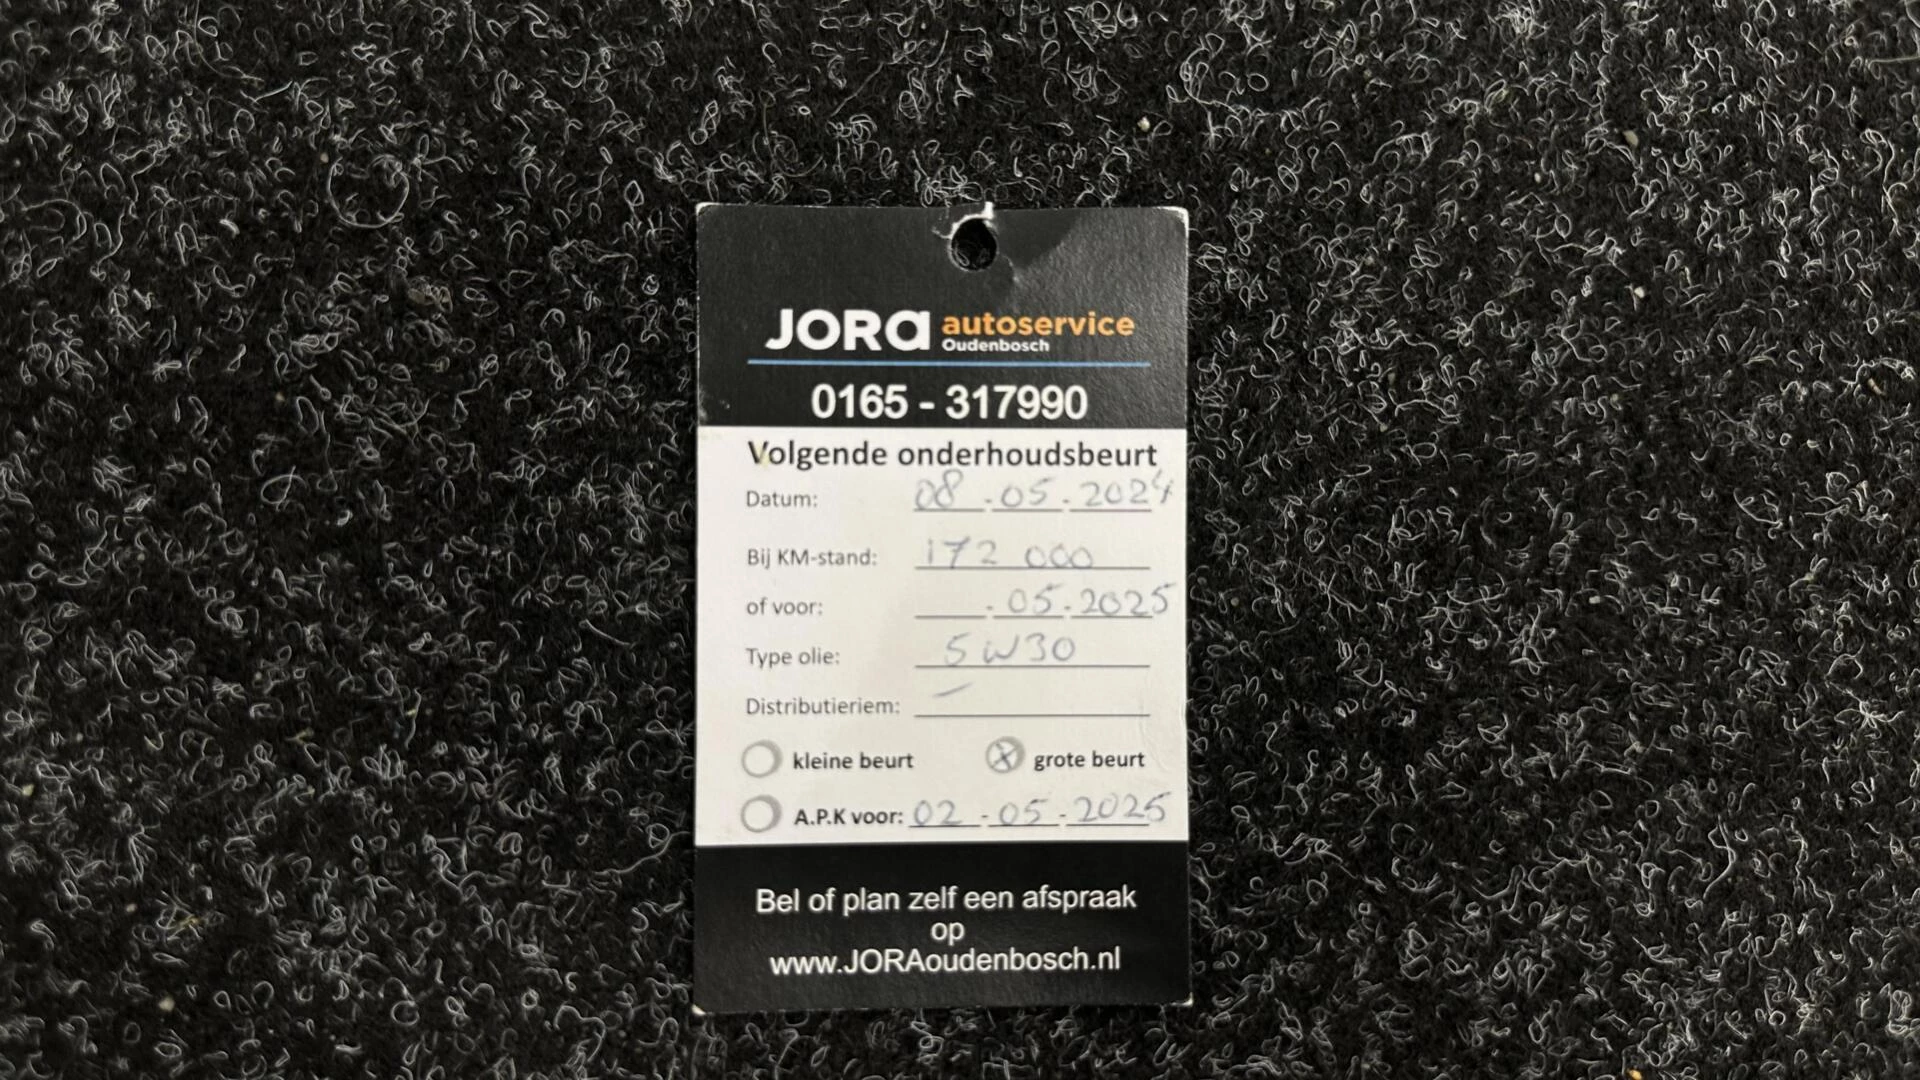 JORa autoservice
Oudenbosch
0165 - 317990
Volgende onderhoudsbeurt
Datum: 08 - 05 - 2024
Bij KM-stand: 172 000
of voor: - 05 - 2025
Type olie: 5W30
Distributieriem: —
kleine beurt X grote beurt
A.P.K voor: 02 - 05 - 2025
Bel of plan zelf een afspraak
op
www.JORAoudenbosch.nl